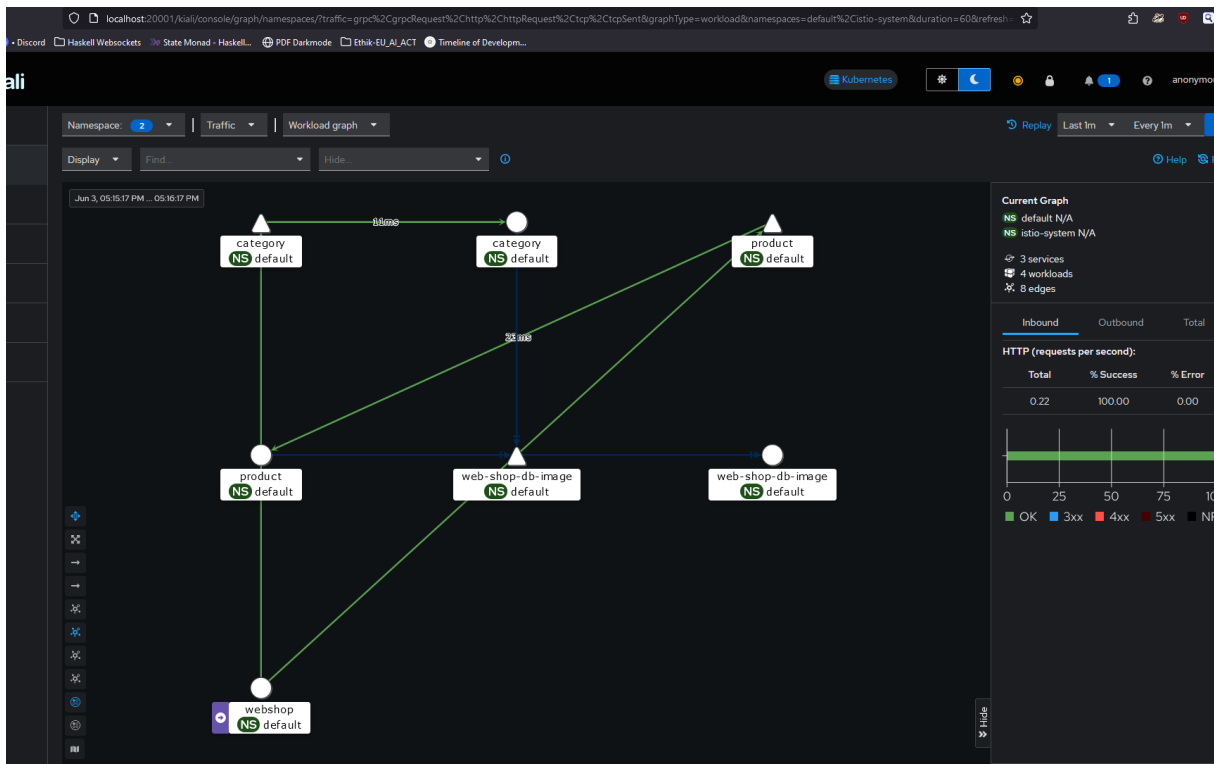 localhost:20001/kiali/console/graph/namespaces/?traffic=grpc%2CgrpcRequest%2Chttp%2ChttpRequest%2Ctcp%2CtcpSent&graphType=workload&namespaces=default%2Cistio-system&duration=60&refresh=
• Discord Haskell Websockets State Monad - Haskell... PDF Darkmode Ethik-EU_AI_ACT Timeline of Developm...
ali
Kubernetes
1
anonymou
Namespace: 2
Traffic
Workload graph
Replay
Last 1m
Every 1m
Display
Find...
Hide...
Help
Jun 3, 05:15:17 PM ... 05:16:17 PM
11ms
category
NS default
category
NS default
product
NS default
product
NS default
web-shop-db-image
NS default
web-shop-db-image
NS default
webshop
NS default
Hide
Current Graph
NS default N/A
NS istio-system N/A
3 services
4 workloads
8 edges
Inbound Outbound Total
HTTP (requests per second):
Total % Success % Error
0.22 100.00 0.00
0 25 50 75 10
OK 3xx 4xx 5xx NR